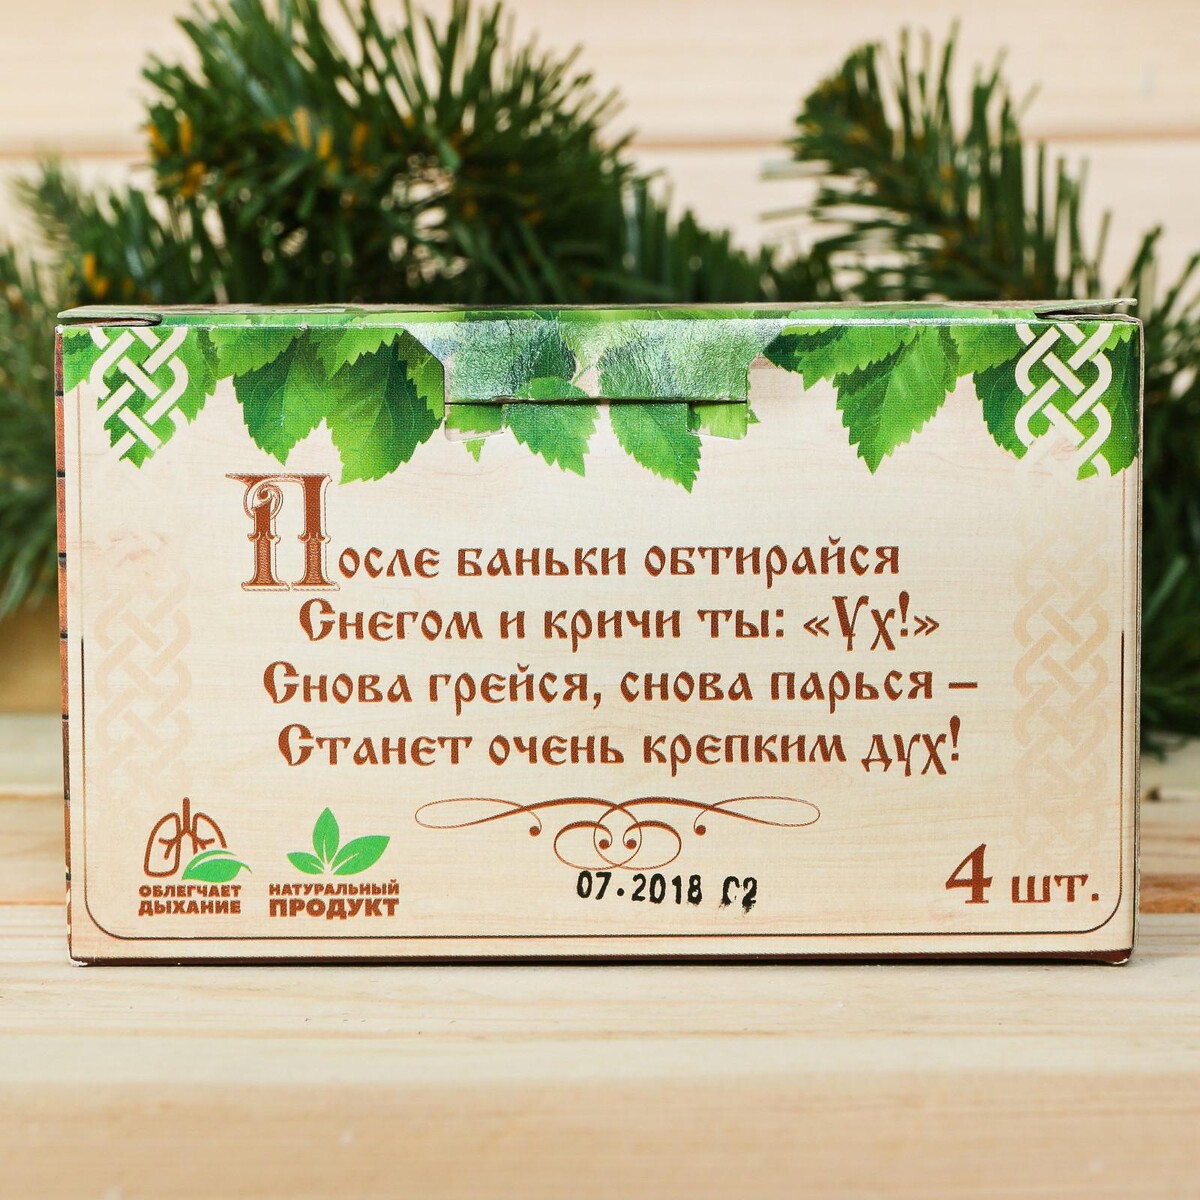 После баньки обтирайся
Снегом и кричи ты: «Ух!»
Снова грейся, снова парься –
Станет очень крепким дух!
ОБЛЕГЧАЕТ
ДЫХАНИЕ
НАТУРАЛЬНЫЙ
ПРОДУКТ
07.2018 02
4 шт.